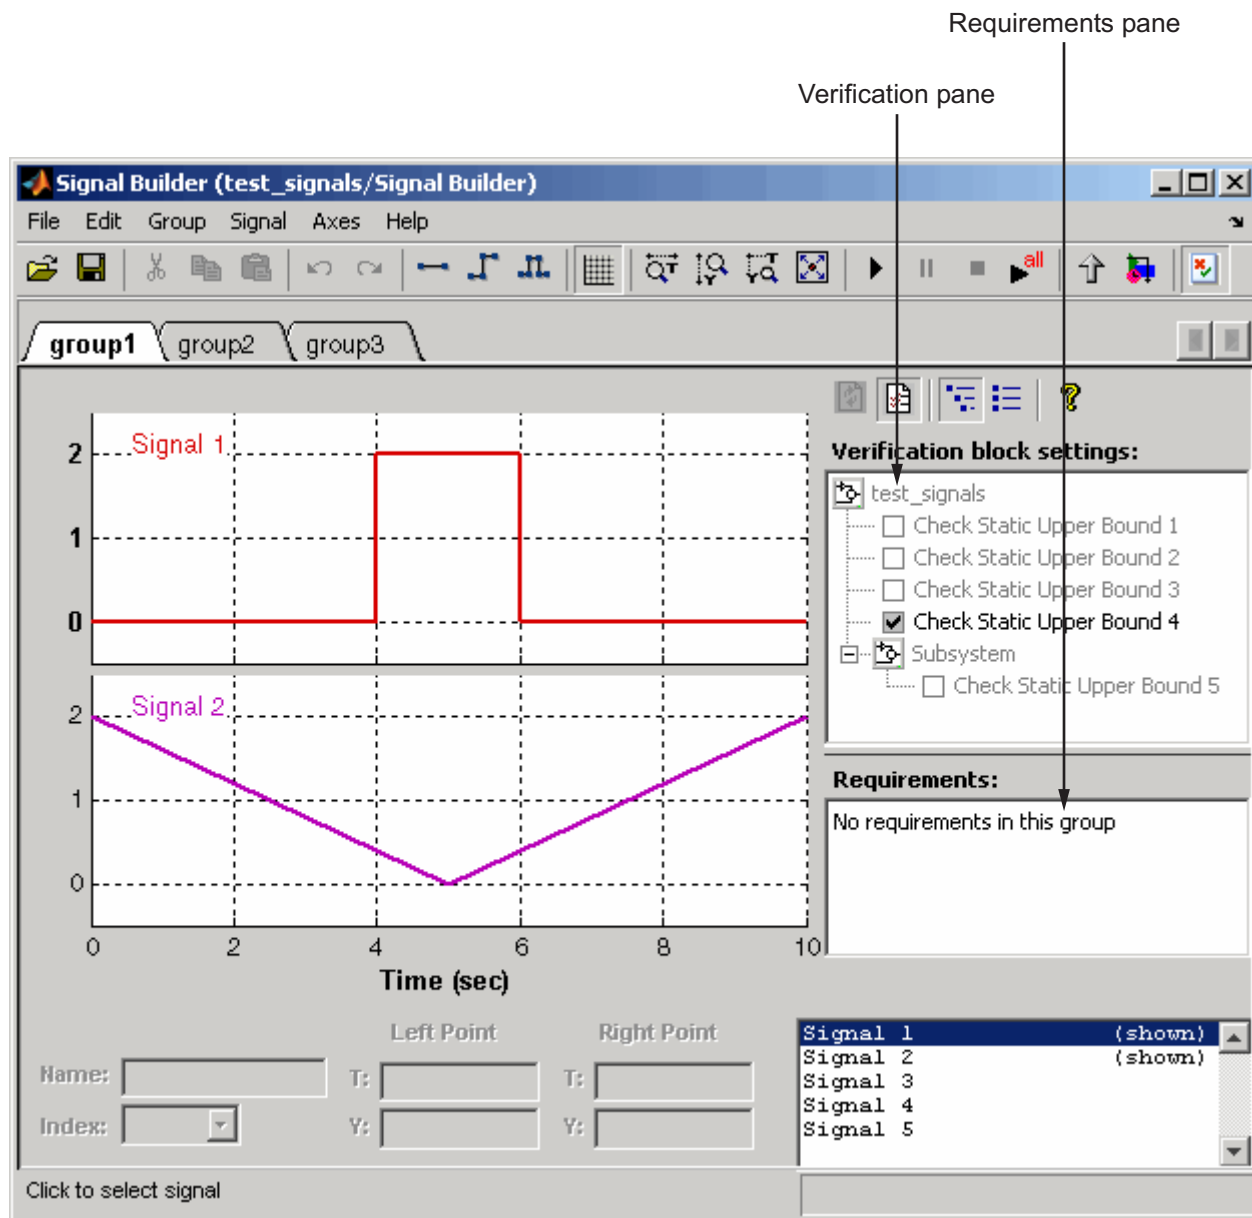 Requirements pane
Verification pane
Signal Builder (test_signals/Signal Builder)
File Edit Group Signal Axes Help
all
group1 group2 group3
Verification block settings:
test_signals
Check Static Upper Bound 1
Check Static Upper Bound 2
Check Static Upper Bound 3
Check Static Upper Bound 4
Subsystem
Check Static Upper Bound 5
Requirements:
No requirements in this group
Signal 1
2
1
0
Signal 2
2
1
0
0 2 4 6 8 10
Time (sec)
Left Point Right Point
Name: T: T:
Index: Y: Y:
Signal 1 (shown)
Signal 2 (shown)
Signal 3
Signal 4
Signal 5
Click to select signal